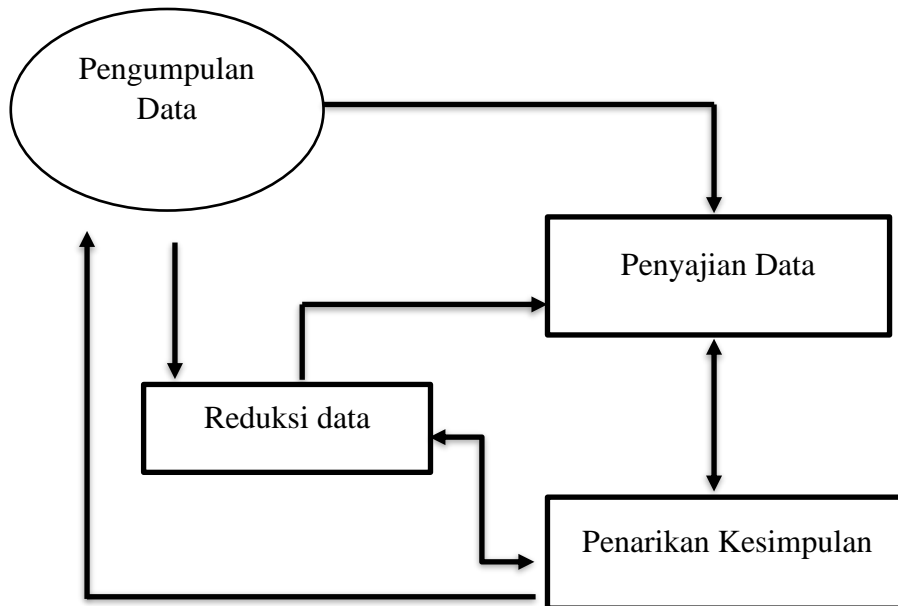 Pengumpulan
Data
Penyajian Data
Reduksi data
Penarikan Kesimpulan